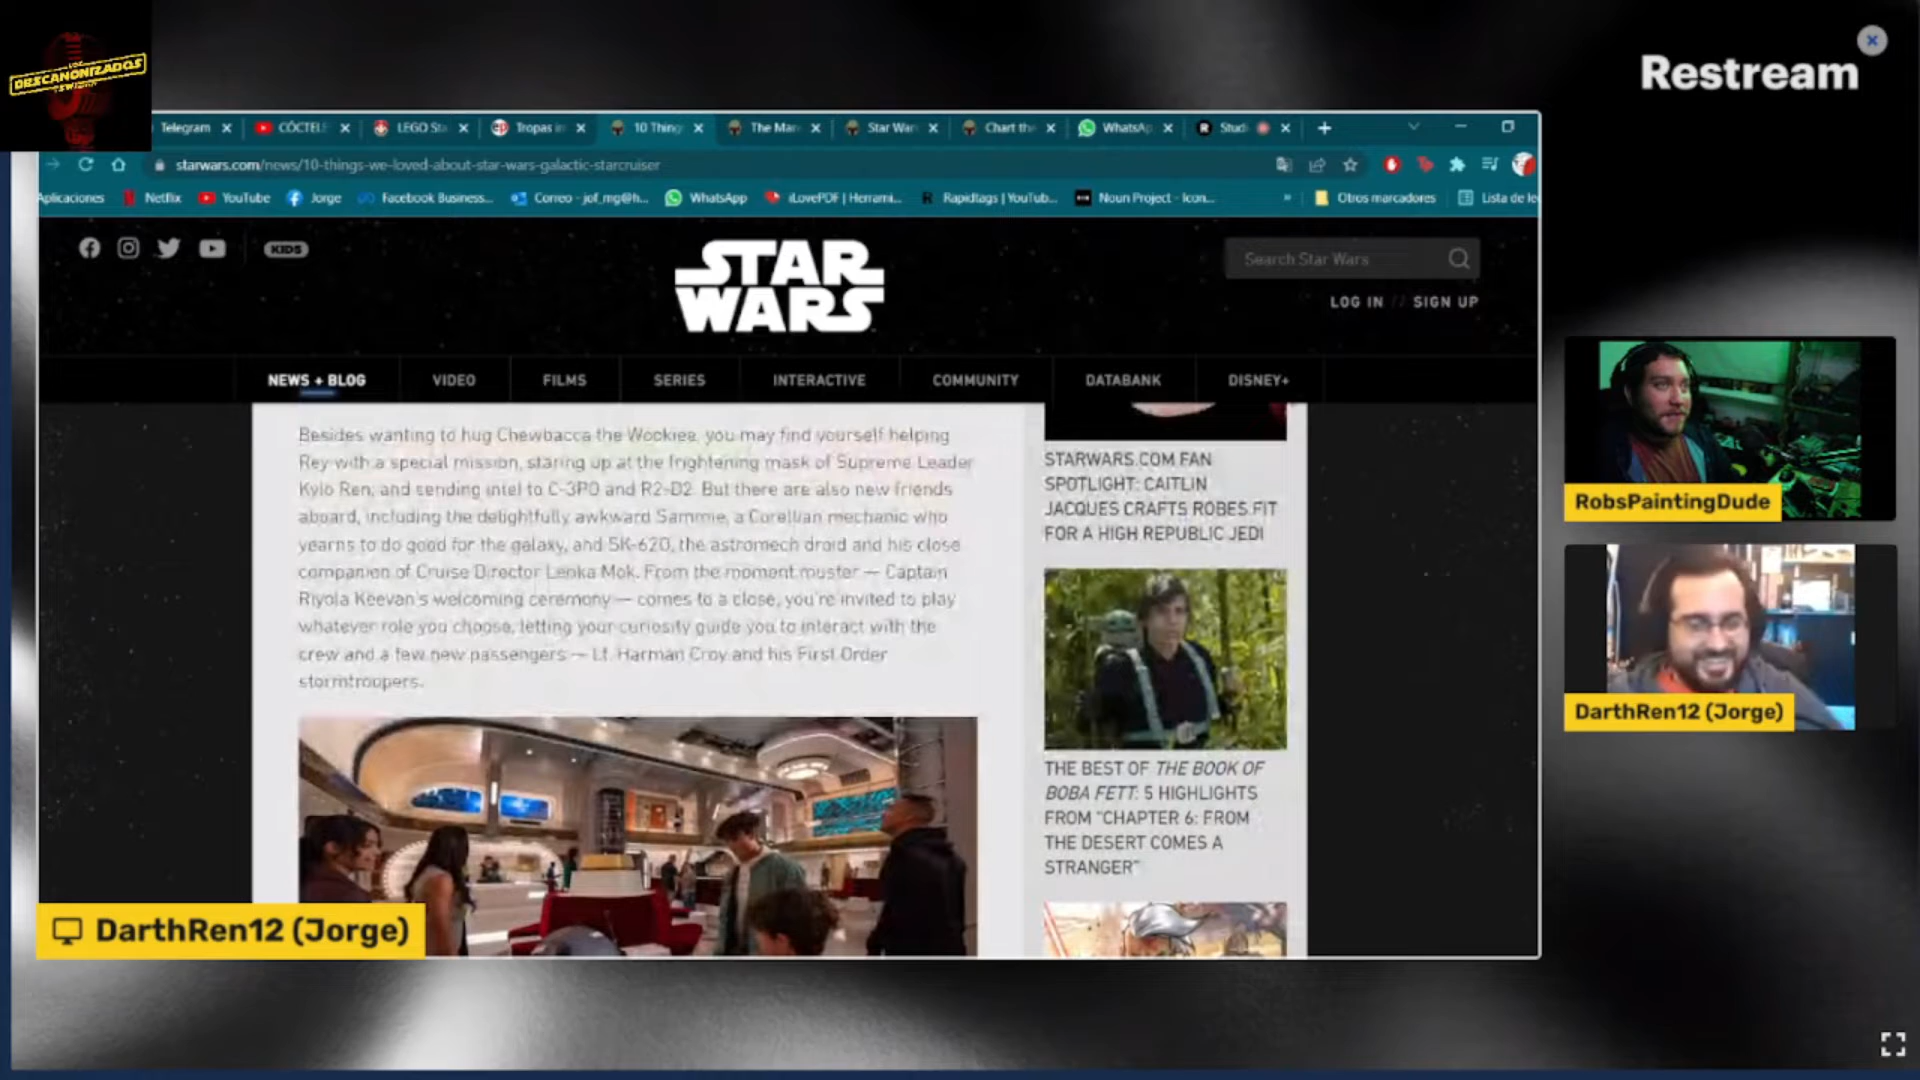 DESCANONIZADOS
Restream
Telegram
CÓCTEL
LEGO Sta
Tropas im
10 Thing
The Man
Star War
Chart the
WhatsAp
Studi
starwars.com/news/10-things-we-loved-about-star-wars-galactic-starcruiser
Aplicaciones
Netflix
YouTube
Jorge
Facebook Business...
Correo - jof_mg@h...
WhatsApp
iLovePDF | Herrami...
Rapidtags | YouTub...
Noun Project - Icon...
»
Otros marcadores
Lista de le
KIDS
STAR
WARS
Search Star Wars
LOG IN // SIGN UP
NEWS + BLOG
VIDEO
FILMS
SERIES
INTERACTIVE
COMMUNITY
DATABANK
DISNEY+
Besides wanting to hug Chewbacca the Wookiee, you may find yourself helping
Rey with a special mission, staring up at the frightening mask of Supreme Leader
Kylo Ren, and sending intel to C-3PO and R2-D2. But there are also new friends
aboard, including the delightfully awkward Sammie, a Corellian mechanic who
yearns to do good for the galaxy, and SK-620, the astromech droid and his close
companion of Cruise Director Lenka Mok. From the moment muster — Captain
Riyola Keevan's welcoming ceremony — comes to a close, you're invited to play
whatever role you choose, letting your curiosity guide you to interact with the
crew and a few new passengers — Lt. Harman Croy and his First Order
stormtroopers.
STARWARS.COM FAN
SPOTLIGHT: CAITLIN
JACQUES CRAFTS ROBES FIT
FOR A HIGH REPUBLIC JEDI
THE BEST OF THE BOOK OF
BOBA FETT: 5 HIGHLIGHTS
FROM "CHAPTER 6: FROM
THE DESERT COMES A
STRANGER"
RobsPaintingDude
DarthRen12 (Jorge)
DarthRen12 (Jorge)